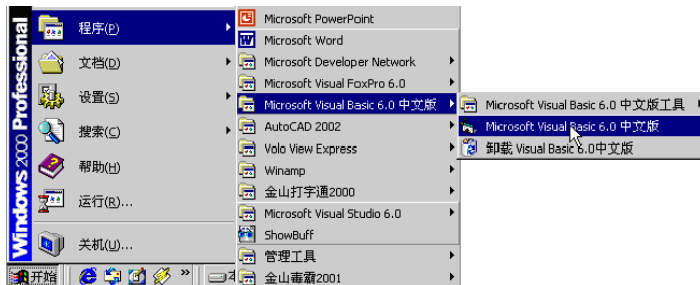 Windows 2000 Professional
程序(P)
文档(D)
设置(S)
搜索(C)
帮助(H)
运行(R)...
关机(U)...
开始
Microsoft PowerPoint
Microsoft Word
Microsoft Developer Network
Microsoft Visual FoxPro 6.0
Microsoft Visual Basic 6.0 中文版
AutoCAD 2002
Volo View Express
Winamp
金山打字通2000
Microsoft Visual Studio 6.0
ShowBuff
管理工具
金山毒霸2001
Microsoft Visual Basic 6.0 中文版工具
Microsoft Visual Basic 6.0 中文版
卸载 Visual Basic 6.0中文版